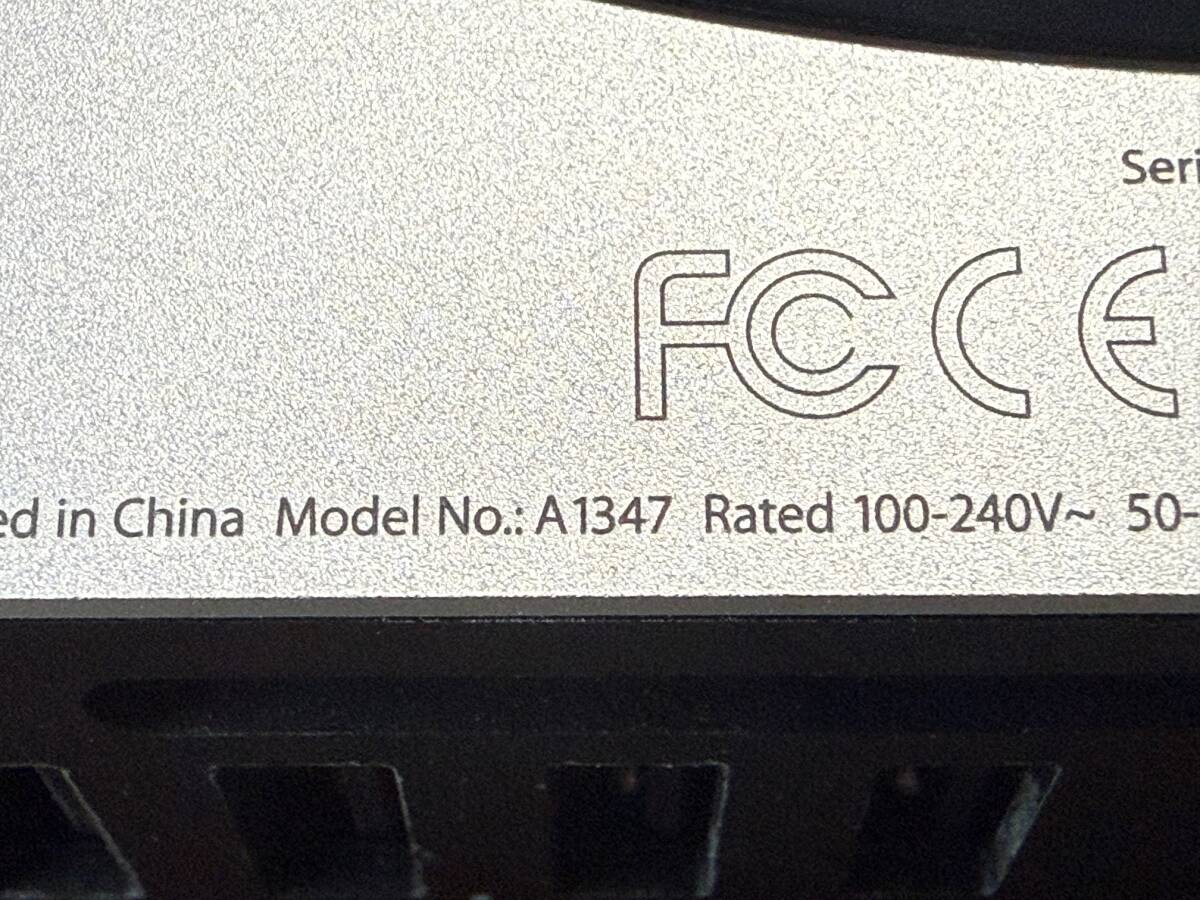 Seri
FC CE
ed in China Model No.: A1347 Rated 100-240V~ 50-